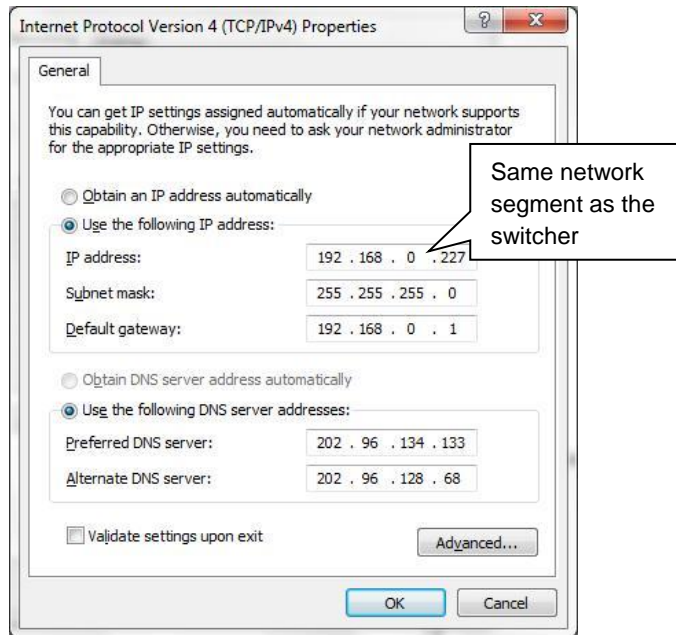 Internet Protocol Version 4 (TCP/IPv4) Properties
General
You can get IP settings assigned automatically if your network supports
this capability. Otherwise, you need to ask your network administrator
for the appropriate IP settings.
Obtain an IP address automatically
Use the following IP address:
IP address: 192 . 168 . 0 . 227
Subnet mask: 255 . 255 . 255 . 0
Default gateway: 192 . 168 . 0 . 1
Same network
segment as the
switcher
Obtain DNS server address automatically
Use the following DNS server addresses:
Preferred DNS server: 202 . 96 . 134 . 133
Alternate DNS server: 202 . 96 . 128 . 68
Validate settings upon exit
Advanced...
OK Cancel